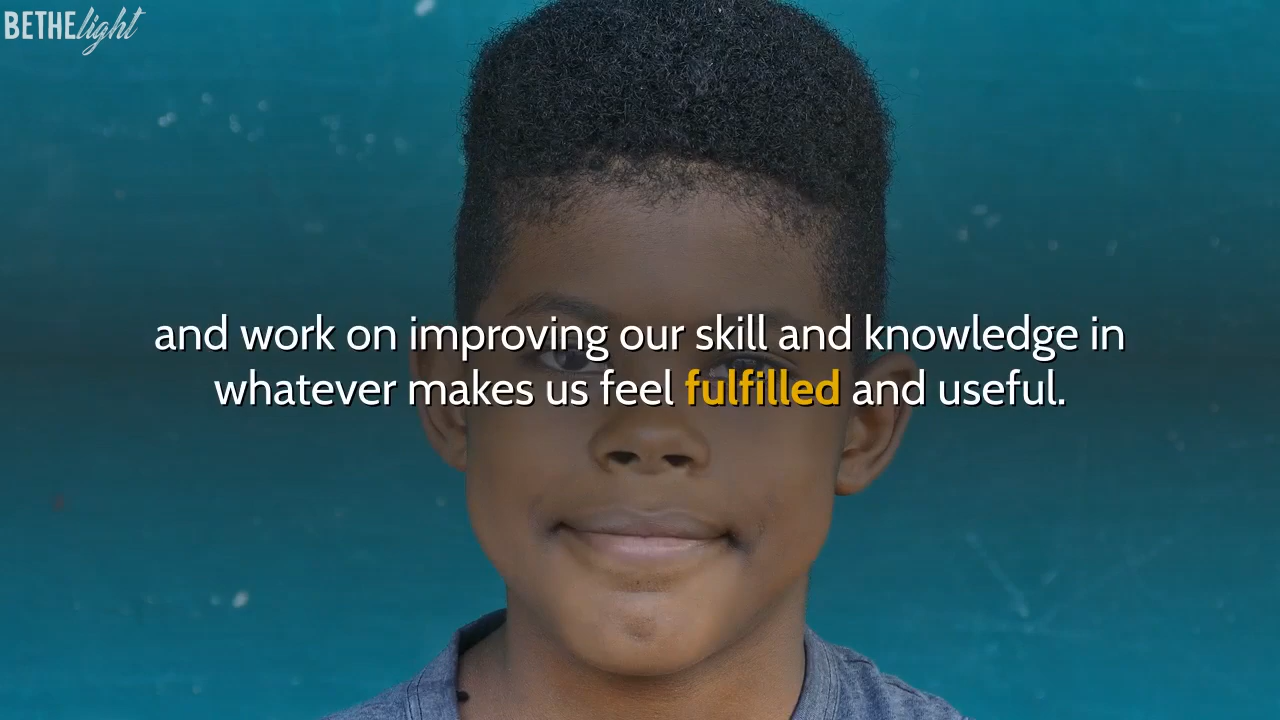 BETHElight
and work on improving our skill and knowledge in
whatever makes us feel fulfilled and useful.